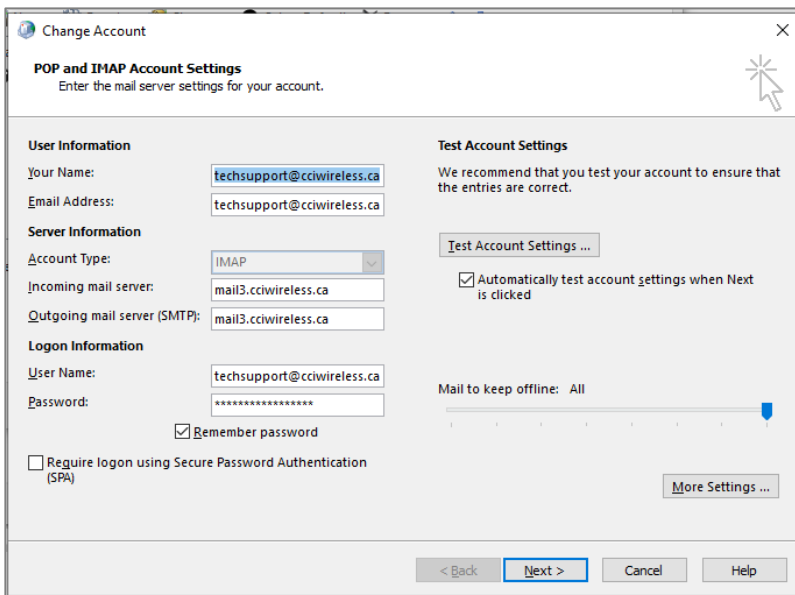 Change Account
POP and IMAP Account Settings
Enter the mail server settings for your account.
User Information
Your Name: techsupport@cciwireless.ca
Email Address: techsupport@cciwireless.ca
Server Information
Account Type: IMAP
Incoming mail server: mail3.cciwireless.ca
Outgoing mail server (SMTP): mail3.cciwireless.ca
Logon Information
User Name: techsupport@cciwireless.ca
Password: *****************
Remember password
Require logon using Secure Password Authentication
(SPA)
Test Account Settings
We recommend that you test your account to ensure that
the entries are correct.
Test Account Settings ...
Automatically test account settings when Next
is clicked
Mail to keep offline: All
More Settings ...
< Back Next > Cancel Help